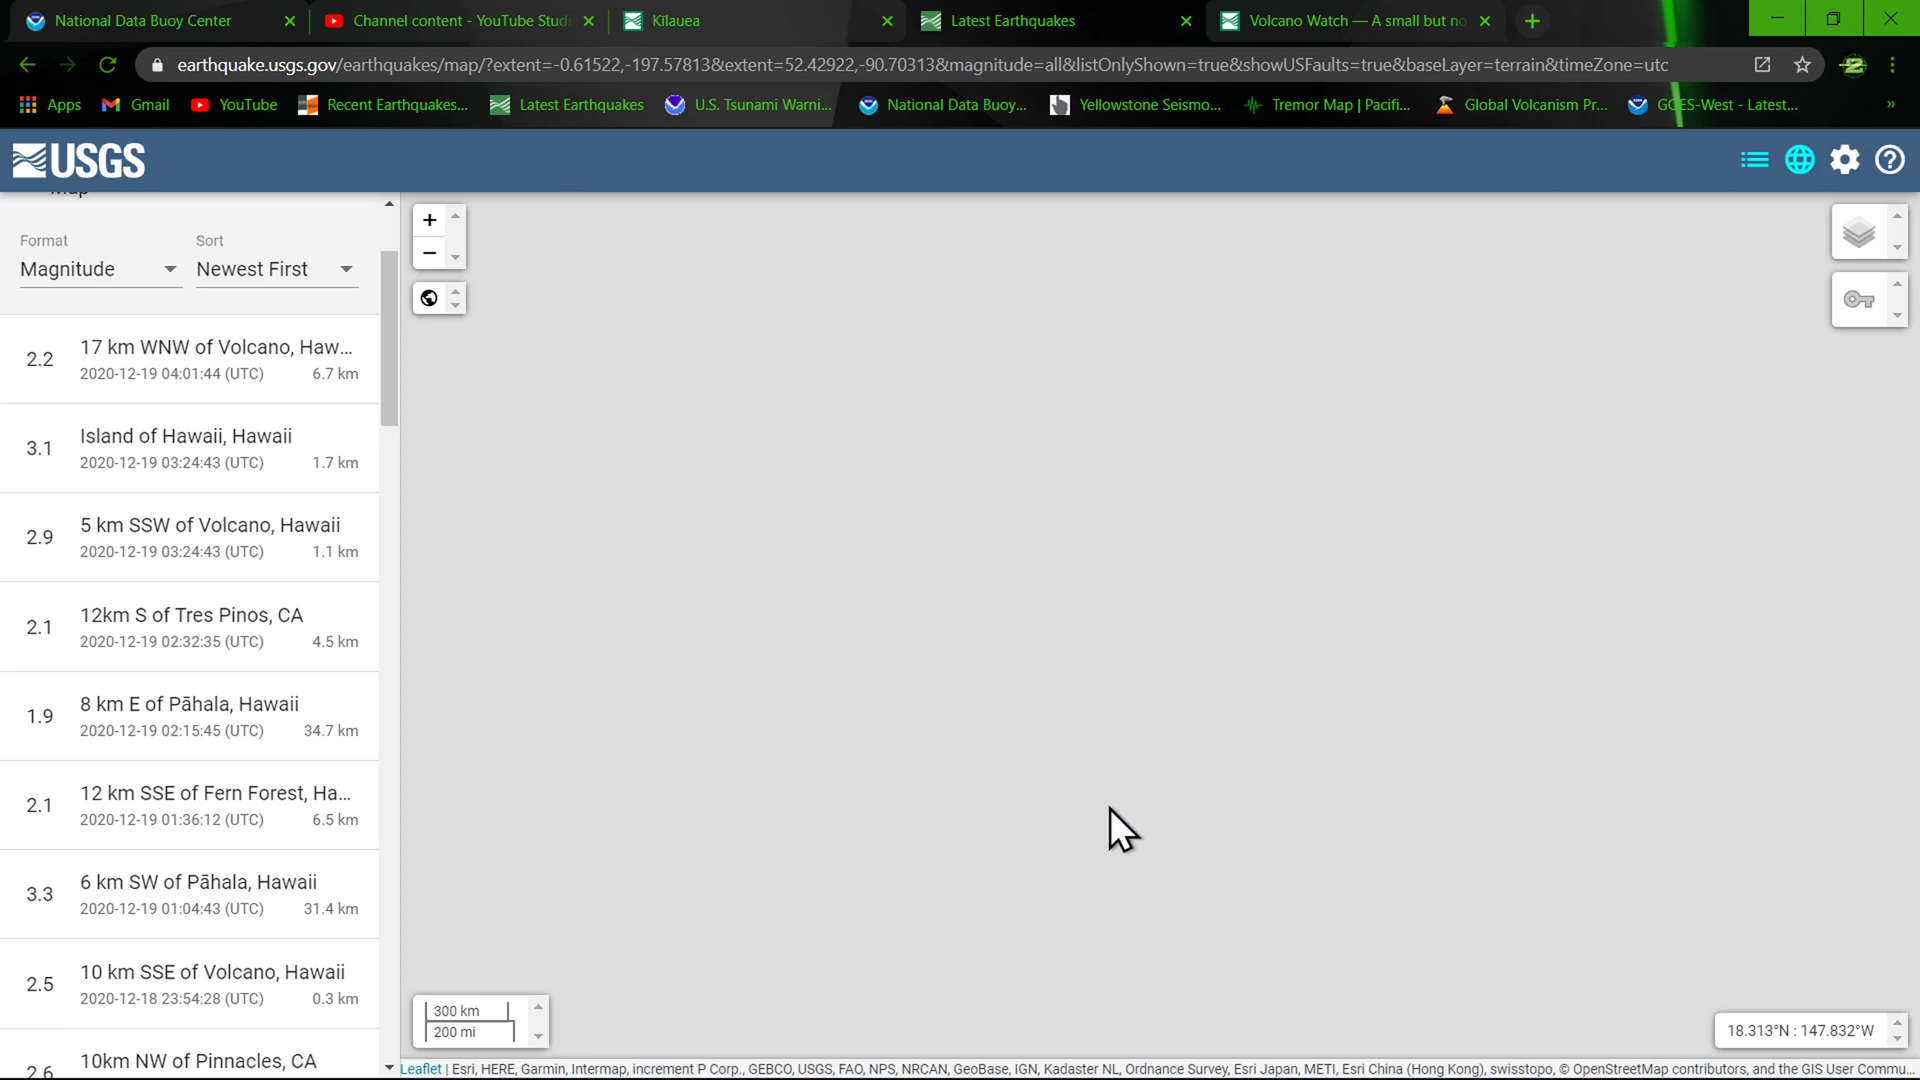 National Data Buoy Center
Channel content - YouTube Studi
Kīlauea
Latest Earthquakes
Volcano Watch — A small but no
earthquake.usgs.gov/earthquakes/map/?extent=-0.61522,-197.57813&extent=52.42922,-90.70313&magnitude=all&listOnlyShown=true&showUSFaults=true&baseLayer=terrain&timeZone=utc
Apps
Gmail
YouTube
Recent Earthquakes...
Latest Earthquakes
U.S. Tsunami Warni...
National Data Buoy...
Yellowstone Seismo...
Tremor Map | Pacifi...
Global Volcanism Pr...
GOES-West - Latest...
»
USGS
Map
Format
Sort
Magnitude
Newest First
2.2
17 km WNW of Volcano, Haw...
2020-12-19 04:01:44 (UTC) 6.7 km
3.1
Island of Hawaii, Hawaii
2020-12-19 03:24:43 (UTC) 1.7 km
2.9
5 km SSW of Volcano, Hawaii
2020-12-19 03:24:43 (UTC) 1.1 km
2.1
12km S of Tres Pinos, CA
2020-12-19 02:32:35 (UTC) 4.5 km
1.9
8 km E of Pāhala, Hawaii
2020-12-19 02:15:45 (UTC) 34.7 km
2.1
12 km SSE of Fern Forest, Ha...
2020-12-19 01:36:12 (UTC) 6.5 km
3.3
6 km SW of Pāhala, Hawaii
2020-12-19 01:04:43 (UTC) 31.4 km
2.5
10 km SSE of Volcano, Hawaii
2020-12-18 23:54:28 (UTC) 0.3 km
2.6
10km NW of Pinnacles, CA
+
−
300 km
200 mi
18.313°N : 147.832°W
Leaflet | Esri, HERE, Garmin, Intermap, increment P Corp., GEBCO, USGS, FAO, NPS, NRCAN, GeoBase, IGN, Kadaster NL, Ordnance Survey, Esri Japan, METI, Esri China (Hong Kong), swisstopo, © OpenStreetMap contributors, and the GIS User Commu...